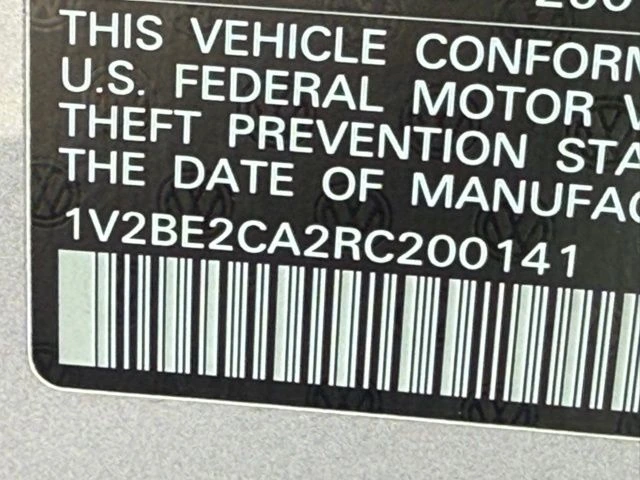 THIS VEHICLE CONFORM
U.S. FEDERAL MOTOR V
THEFT PREVENTION STA
THE DATE OF MANUFAC
1V2BE2CA2RC200141